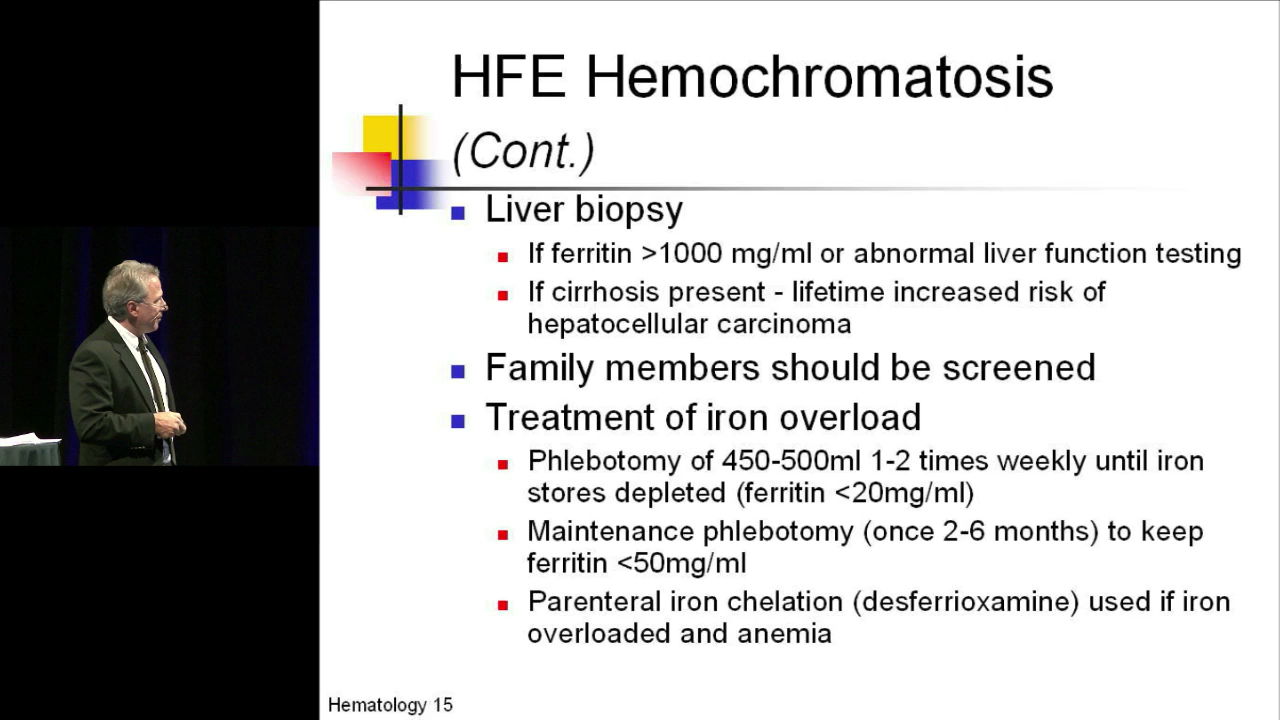 HFE Hemochromatosis
(Cont.)
Liver biopsy
If ferritin >1000 mg/ml or abnormal liver function testing
If cirrhosis present - lifetime increased risk of
hepatocellular carcinoma
Family members should be screened
Treatment of iron overload
Phlebotomy of 450-500ml 1-2 times weekly until iron
stores depleted (ferritin <20mg/ml)
Maintenance phlebotomy (once 2-6 months) to keep
ferritin <50mg/ml
Parenteral iron chelation (desferrioxamine) used if iron
overloaded and anemia
Hematology 15